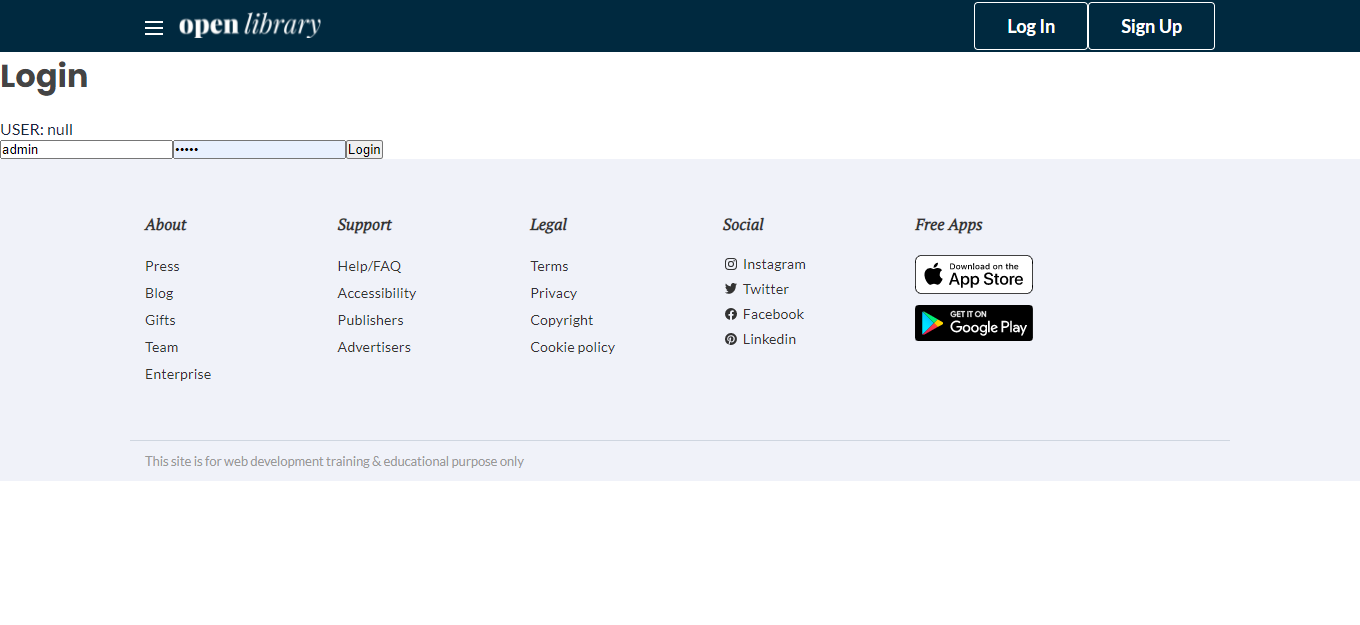 open library
Log In
Sign Up
Login
USER: null
admin
•••••
Login
About
Press
Blog
Gifts
Team
Enterprise
Support
Help/FAQ
Accessibility
Publishers
Advertisers
Legal
Terms
Privacy
Copyright
Cookie policy
Social
Instagram
Twitter
Facebook
Linkedin
Free Apps
Download on the
App Store
GET IT ON
Google Play
This site is for web development training & educational purpose only